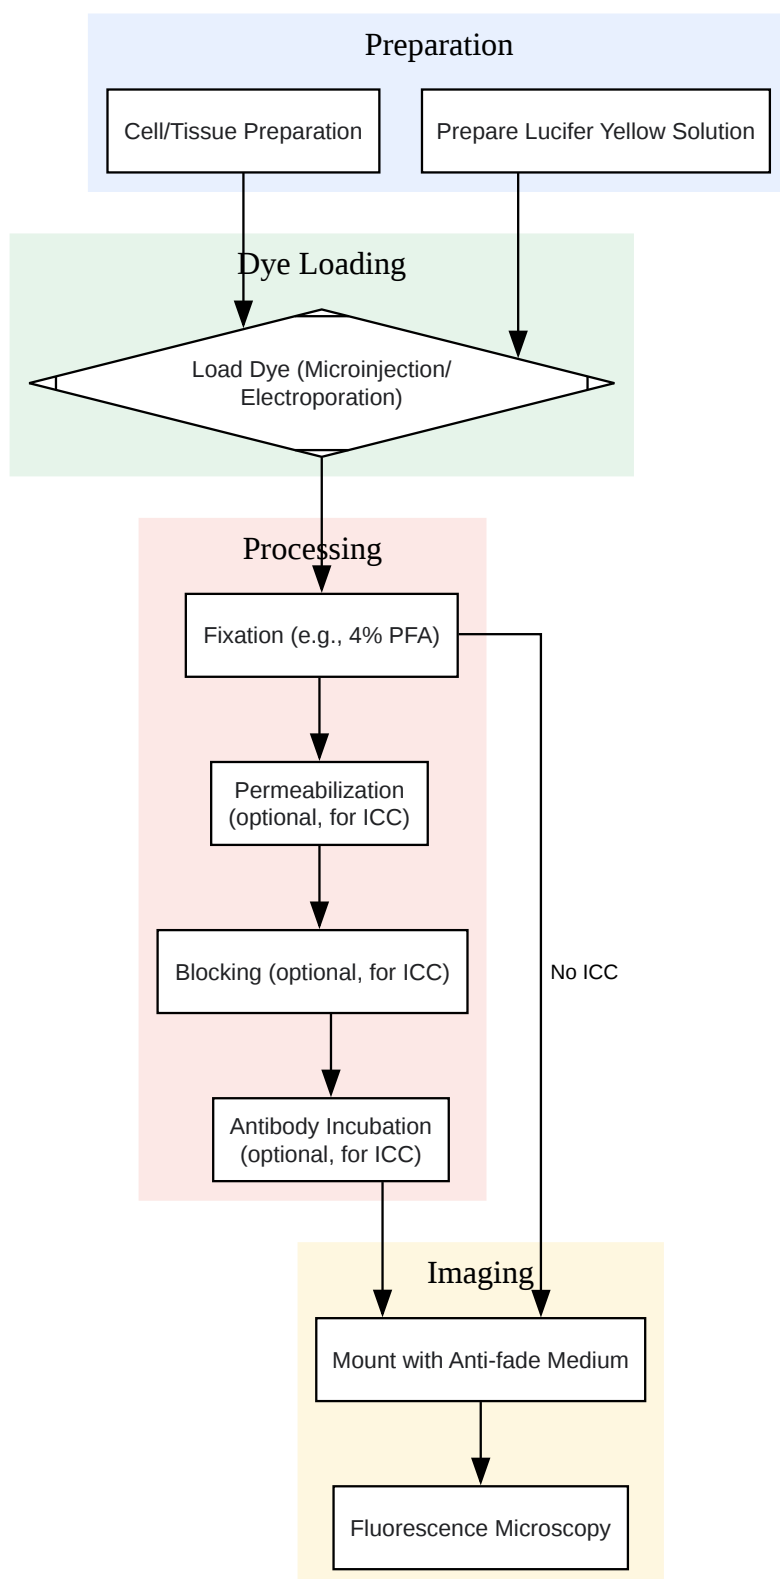 Preparation
Cell/Tissue Preparation
Prepare Lucifer Yellow Solution
Dye Loading
Load Dye (Microinjection/
Electroporation)
Processing
Fixation (e.g., 4% PFA)
Permeabilization
(optional, for ICC)
Blocking (optional, for ICC)
No ICC
Antibody Incubation
(optional, for ICC)
Imaging
Mount with Anti-fade Medium
Fluorescence Microscopy